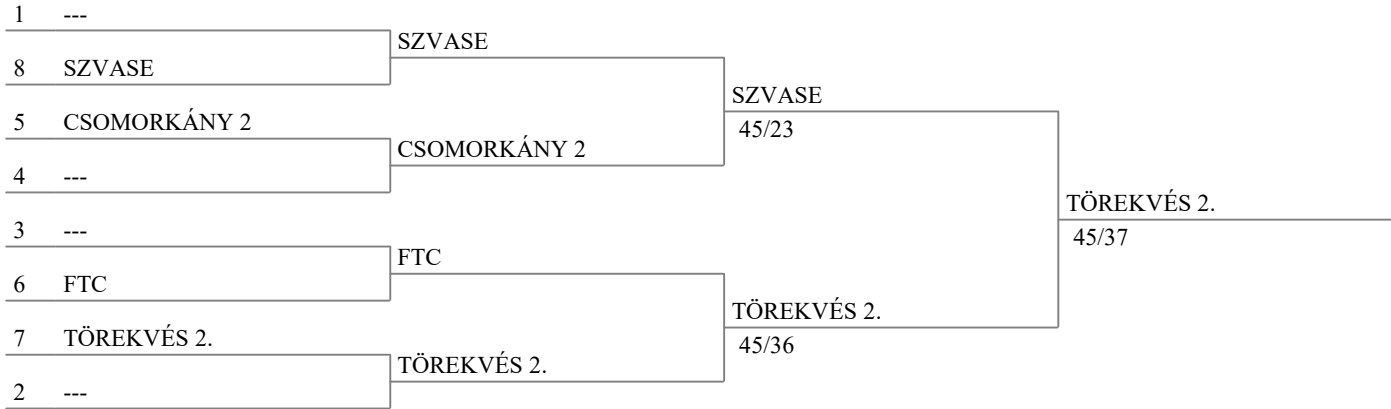 1 ---
SZVASE
8 SZVASE
SZVASE
5 CSOMORKÁNY 2
45/23
CSOMORKÁNY 2
4 ---
TÖREKVÉS 2.
3 ---
45/37
FTC
6 FTC
TÖREKVÉS 2.
7 TÖREKVÉS 2.
45/36
TÖREKVÉS 2.
2 ---